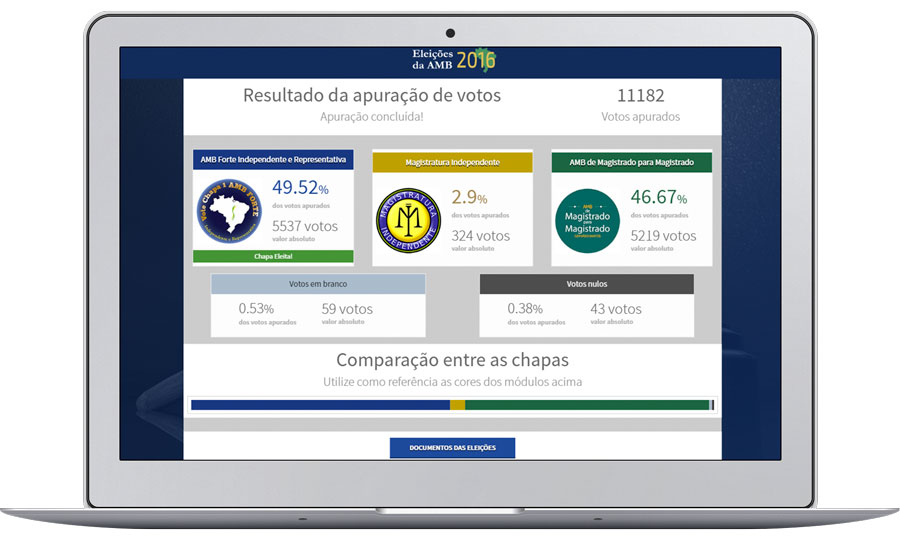 Eleições
da AMB 2016
Resultado da apuração de votos
Apuração concluída!
11182
Votos apurados
AMB Forte Independente e Representativa
Vote Chapa 1 AMB FORTE
Independente e Representativa
49.52%
dos votos apurados
5537 votos
valor absoluto
Chapa Eleita!
Magistratura Independente
MAGISTRATURA
INDEPENDENTE
2.9%
dos votos apurados
324 votos
valor absoluto
AMB de Magistrado para Magistrado
AMB
de
Magistrado
para
Magistrado
46.67%
dos votos apurados
5219 votos
valor absoluto
Votos em branco
0.53%
dos votos apurados
59 votos
valor absoluto
Votos nulos
0.38%
dos votos apurados
43 votos
valor absoluto
Comparação entre as chapas
Utilize como referência as cores dos módulos acima
DOCUMENTOS DAS ELEIÇÕES